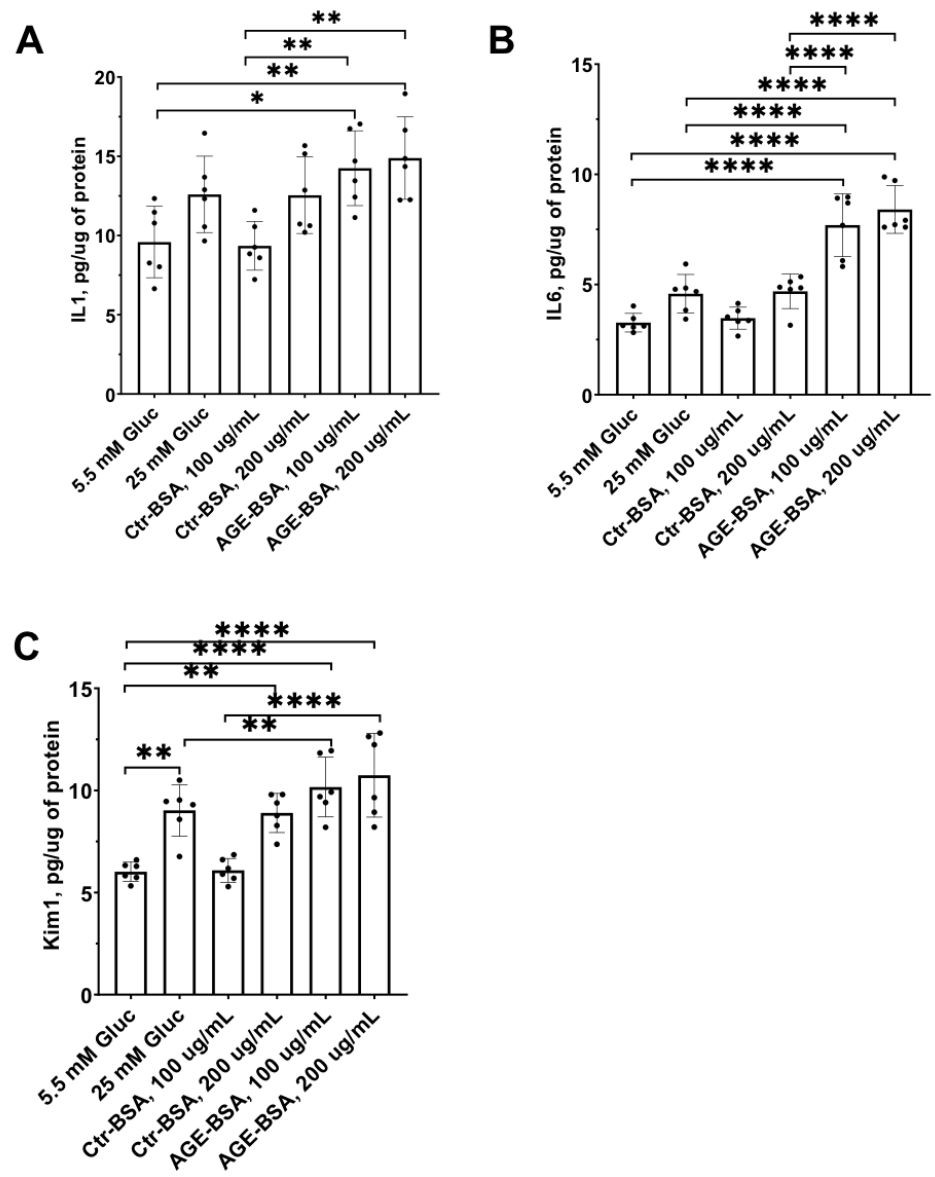 A
**
**
**
*
20
15
10
5
0
IL1, pg/ug of protein
5.5 mM Gluc
25 mM Gluc
Ctr-BSA, 100 ug/mL
Ctr-BSA, 200 ug/mL
AGE-BSA, 100 ug/mL
AGE-BSA, 200 ug/mL
B
****
****
****
****
****
****
15
10
5
0
IL6, pg/ug of protein
5.5 mM Gluc
25 mM Gluc
Ctr-BSA, 100 ug/mL
Ctr-BSA, 200 ug/mL
AGE-BSA, 100 ug/mL
AGE-BSA, 200 ug/mL
C
****
****
**
****
**
**
15
10
5
0
Kim1, pg/ug of protein
5.5 mM Gluc
25 mM Gluc
Ctr-BSA, 100 ug/mL
Ctr-BSA, 200 ug/mL
AGE-BSA, 100 ug/mL
AGE-BSA, 200 ug/mL